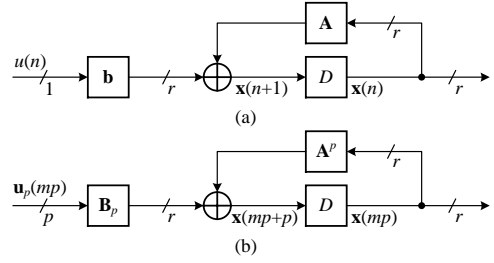 A
r
u(n)
1
b
r
x(n+1)
D
x(n)
r
(a)
A^p
r
u_p(mp)
p
B_p
r
x(mp+p)
D
x(mp)
r
(b)